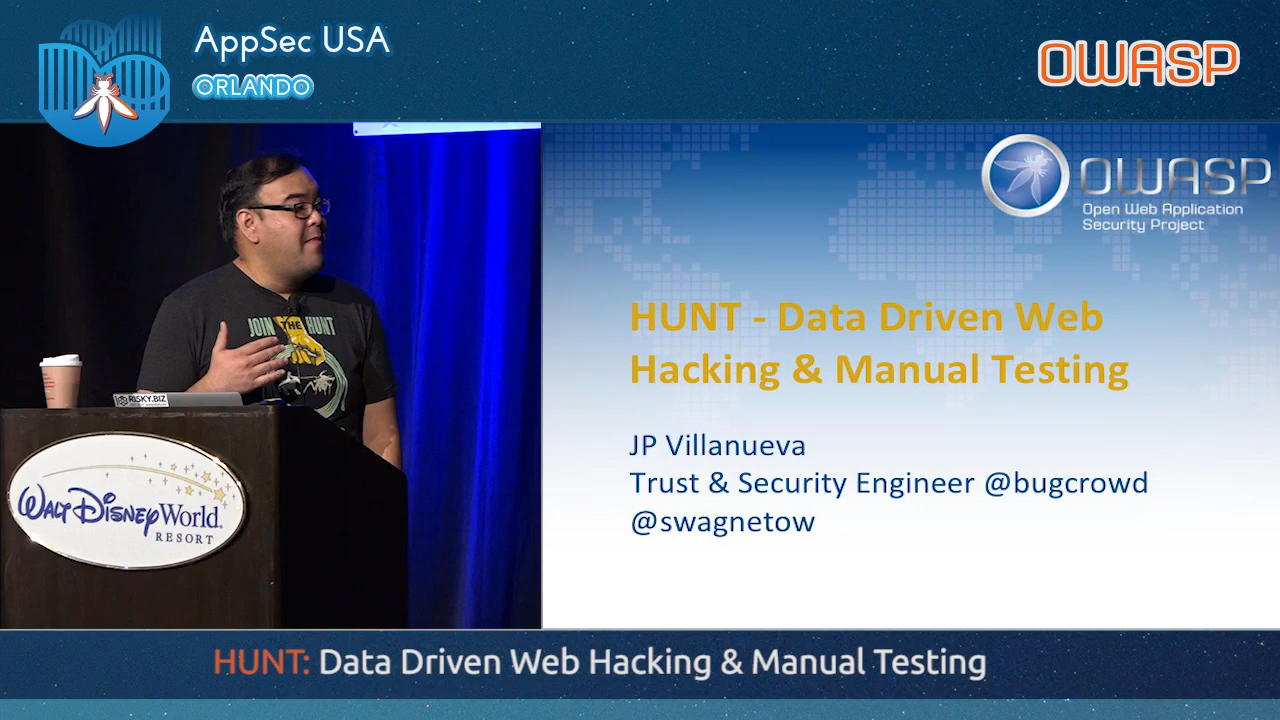 AppSec USA
ORLANDO
OWASP
OWASP
Open Web Application
Security Project
JOIN THE HUNT
RISKY.BIZ
WALT DISNEY World
RESORT
HUNT - Data Driven Web
Hacking & Manual Testing
JP Villanueva
Trust & Security Engineer @bugcrowd
@swagnetow
HUNT: Data Driven Web Hacking & Manual Testing